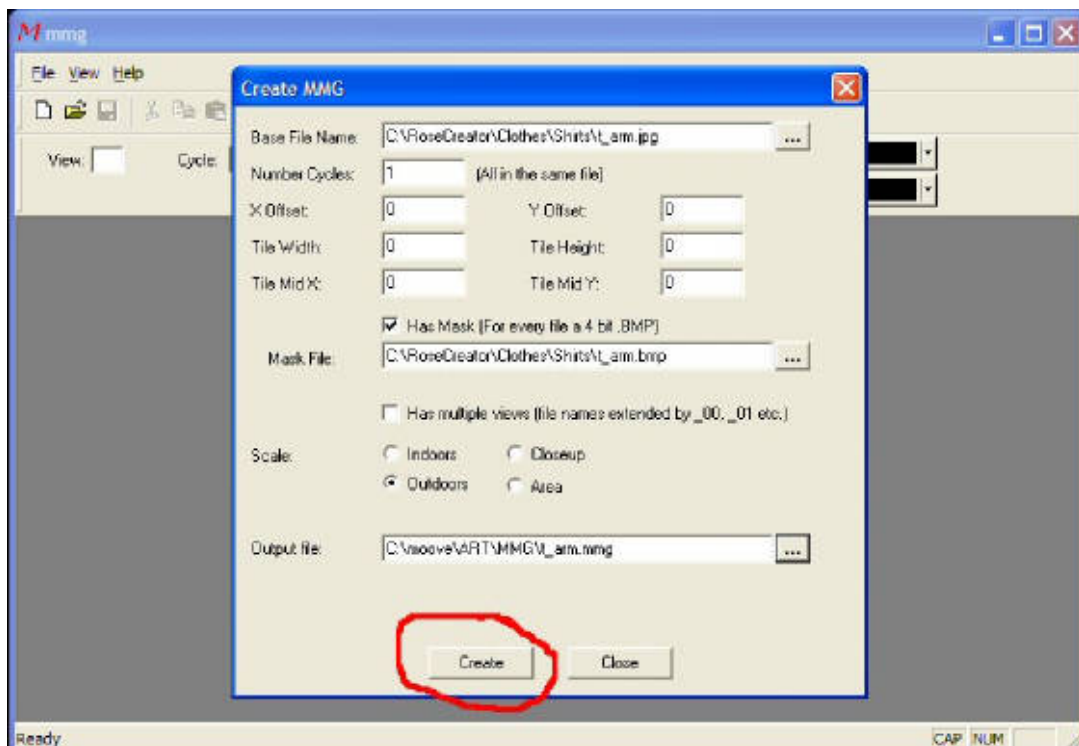 M mmg
File View Help
View: Cycle:
Create MMG
Base File Name: C:\RoseCreator\Clothes\Shirts\t_arm.jpg ...
Number Cycles: 1 (All in the same file)
X Offset: 0 Y Offset: 0
Tile Width: 0 Tile Height: 0
Tile Mid X: 0 Tile Mid Y: 0
Has Mask (For every file a 4 bit .BMP)
Mask File: C:\RoseCreator\Clothes\Shirts\t_arm.bmp ...
Has multiple views (file names extended by _00, _01 etc.)
Scale: Indoors Closeup
Outdoors Area
Output file: C:\moove\ART\MMG\t_arm.mmg ...
Create Close
Ready CAP NUM